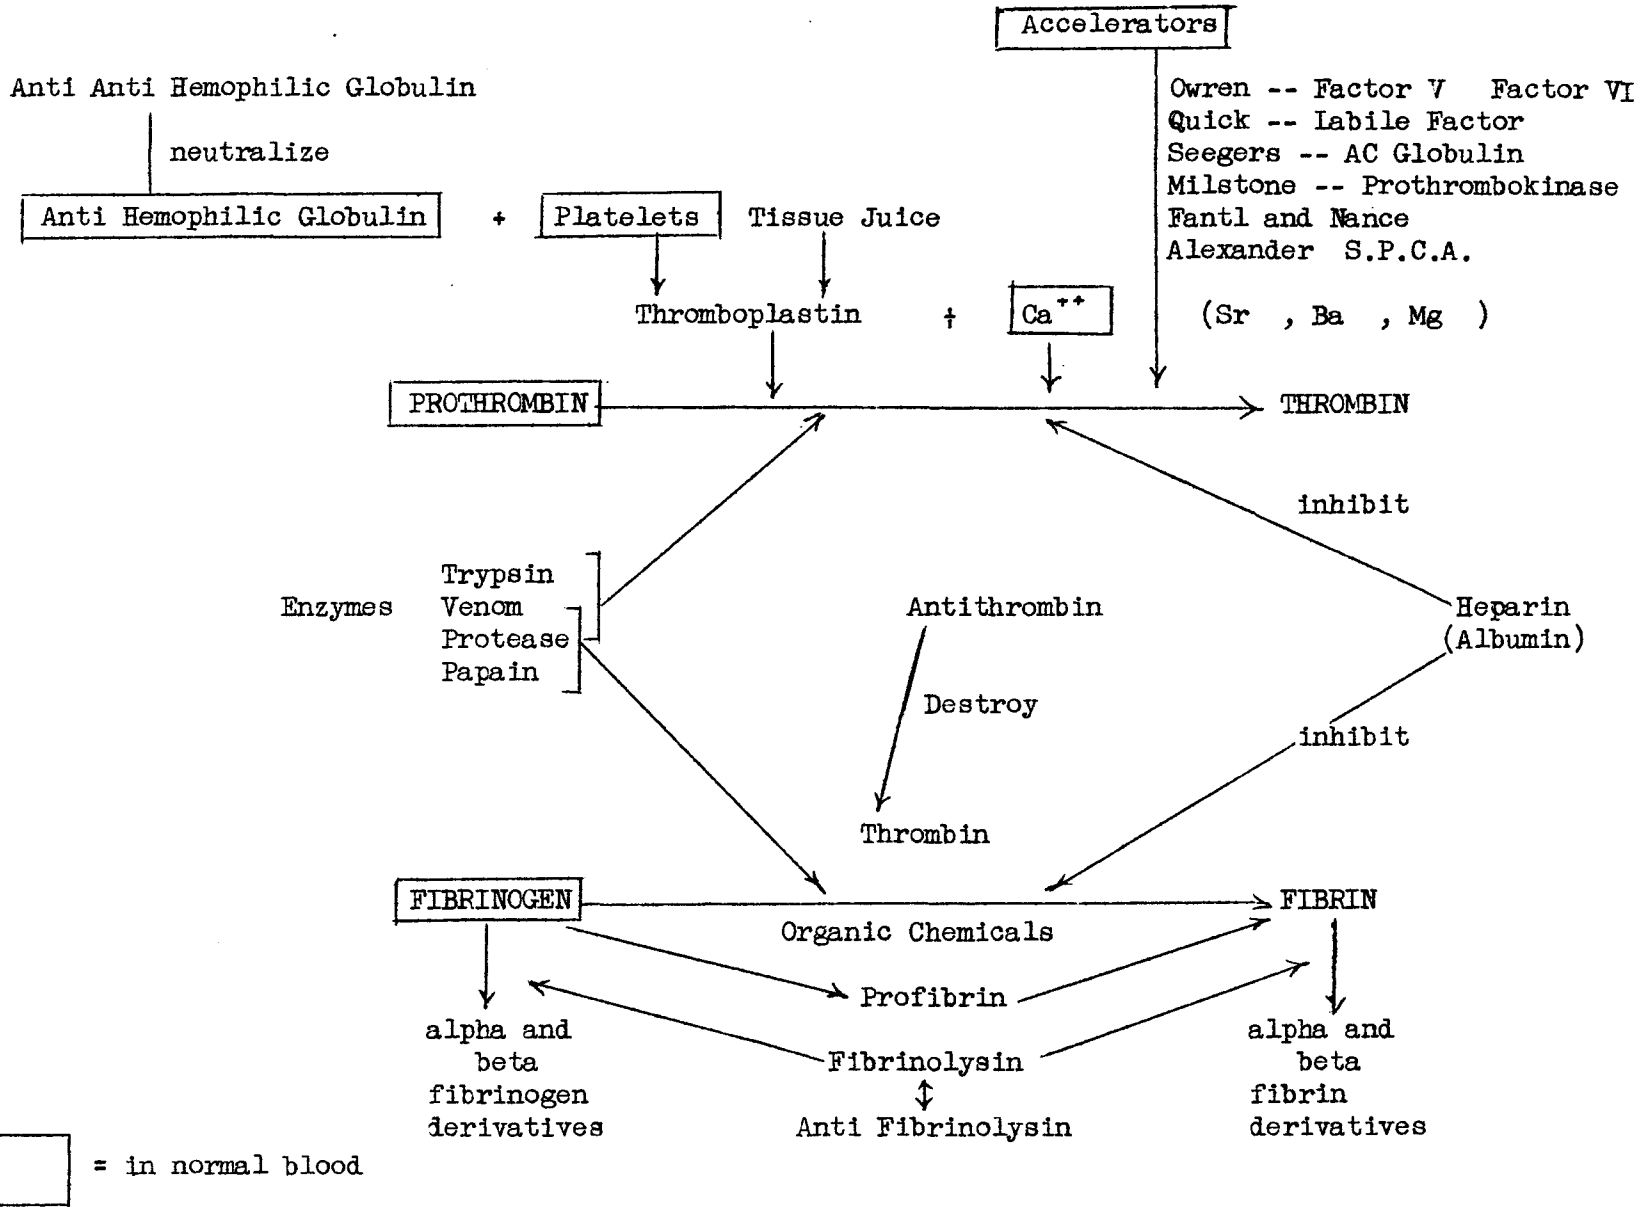 Accelerators
Anti Anti Hemophilic Globulin
neutralize
Anti Hemophilic Globulin + Platelets Tissue Juice
Owren -- Factor V Factor VI
Quick -- Labile Factor
Seegers -- AC Globulin
Milstone -- Prothrombokinase
Fantl and Nance
Alexander S.P.C.A.
Thromboplastin + Ca++ (Sr , Ba , Mg )
PROTHROMBIN THROMBIN
inhibit
Enzymes
Trypsin
Venom
Protease
Papain
Antithrombin
Destroy
Thrombin
Heparin
(Albumin)
inhibit
FIBRINOGEN FIBRIN
Organic Chemicals
Profibrin
Fibrinolysin
Anti Fibrinolysin
alpha and
beta
fibrinogen
derivatives
alpha and
beta
fibrin
derivatives
= in normal blood